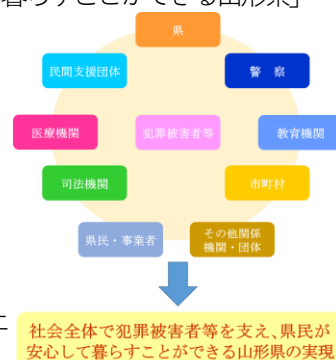 暮らすことができる山形県」
県
民間支援団体
警 察
医療機関
犯罪被害者等
教育機関
司法機関
市町村
県民・事業者
その他関係
機関・団体
社会全体で犯罪被害者等を支え、県民が
安心して暮らすことができる山形県の実現